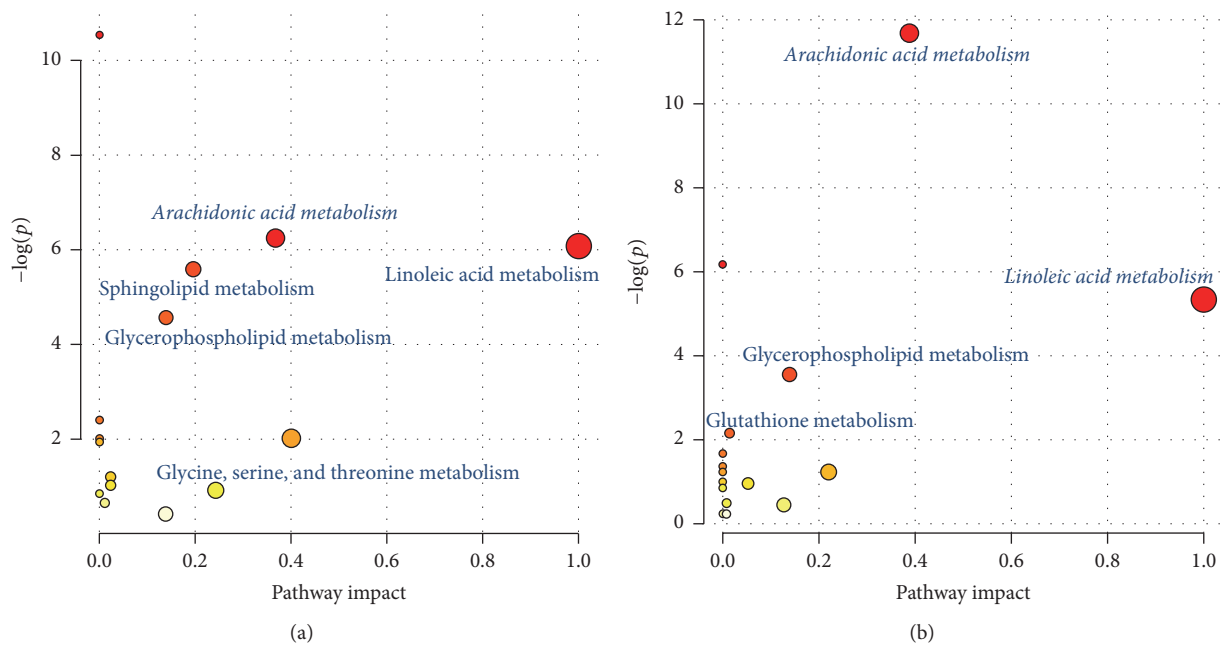 10
8
6
4
2
−log(p)
Arachidonic acid metabolism
Linoleic acid metabolism
Sphingolipid metabolism
Glycerophospholipid metabolism
Glycine, serine, and threonine metabolism
0.0 0.2 0.4 0.6 0.8 1.0
Pathway impact
(a)
12
10
8
6
4
2
0
−log(p)
Arachidonic acid metabolism
Linoleic acid metabolism
Glycerophospholipid metabolism
Glutathione metabolism
0.0 0.2 0.4 0.6 0.8 1.0
Pathway impact
(b)